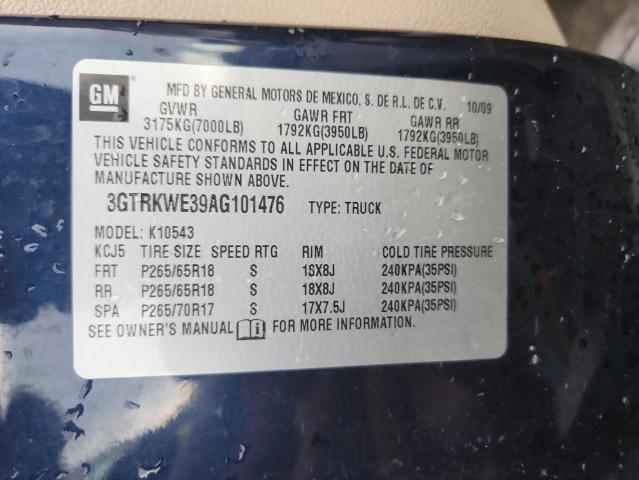 GM
MFD BY GENERAL MOTORS DE MEXICO, S. DE R.L. DE C.V. 10/09
GVWR GAWR FRT GAWR RR
3175KG(7000LB) 1792KG(3950LB) 1792KG(3950LB)
THIS VEHICLE CONFORMS TO ALL APPLICABLE U.S. FEDERAL MOTOR
VEHICLE SAFETY STANDARDS IN EFFECT ON THE DATE OF
MANUFACTURE SHOWN ABOVE.
3GTRKWE39AG101476 TYPE: TRUCK
MODEL: K10543
KCJ5 TIRE SIZE SPEED RTG RIM COLD TIRE PRESSURE
FRT P265/65R18 S 18X8J 240KPA(35PSI)
RR P265/65R18 S 18X8J 240KPA(35PSI)
SPA P265/70R17 S 17X7.5J 240KPA(35PSI)
SEE OWNER'S MANUAL FOR MORE INFORMATION.